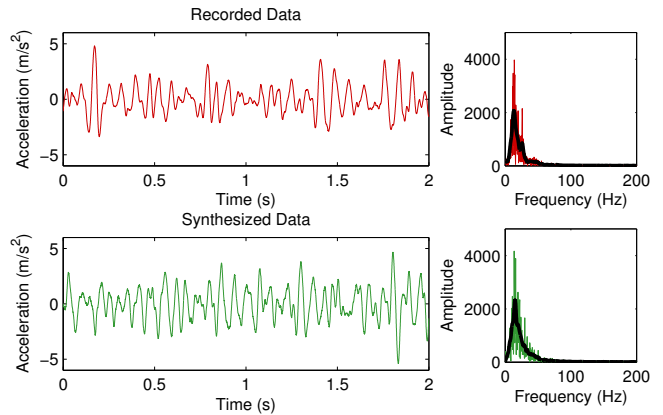 Recorded Data
Acceleration (m/s²)
5
0
−5
0 0.5 1 1.5 2
Time (s)
Amplitude
4000
2000
0
0 100 200
Frequency (Hz)
Synthesized Data
Acceleration (m/s²)
5
0
−5
0 0.5 1 1.5 2
Time (s)
Amplitude
4000
2000
0
0 100 200
Frequency (Hz)